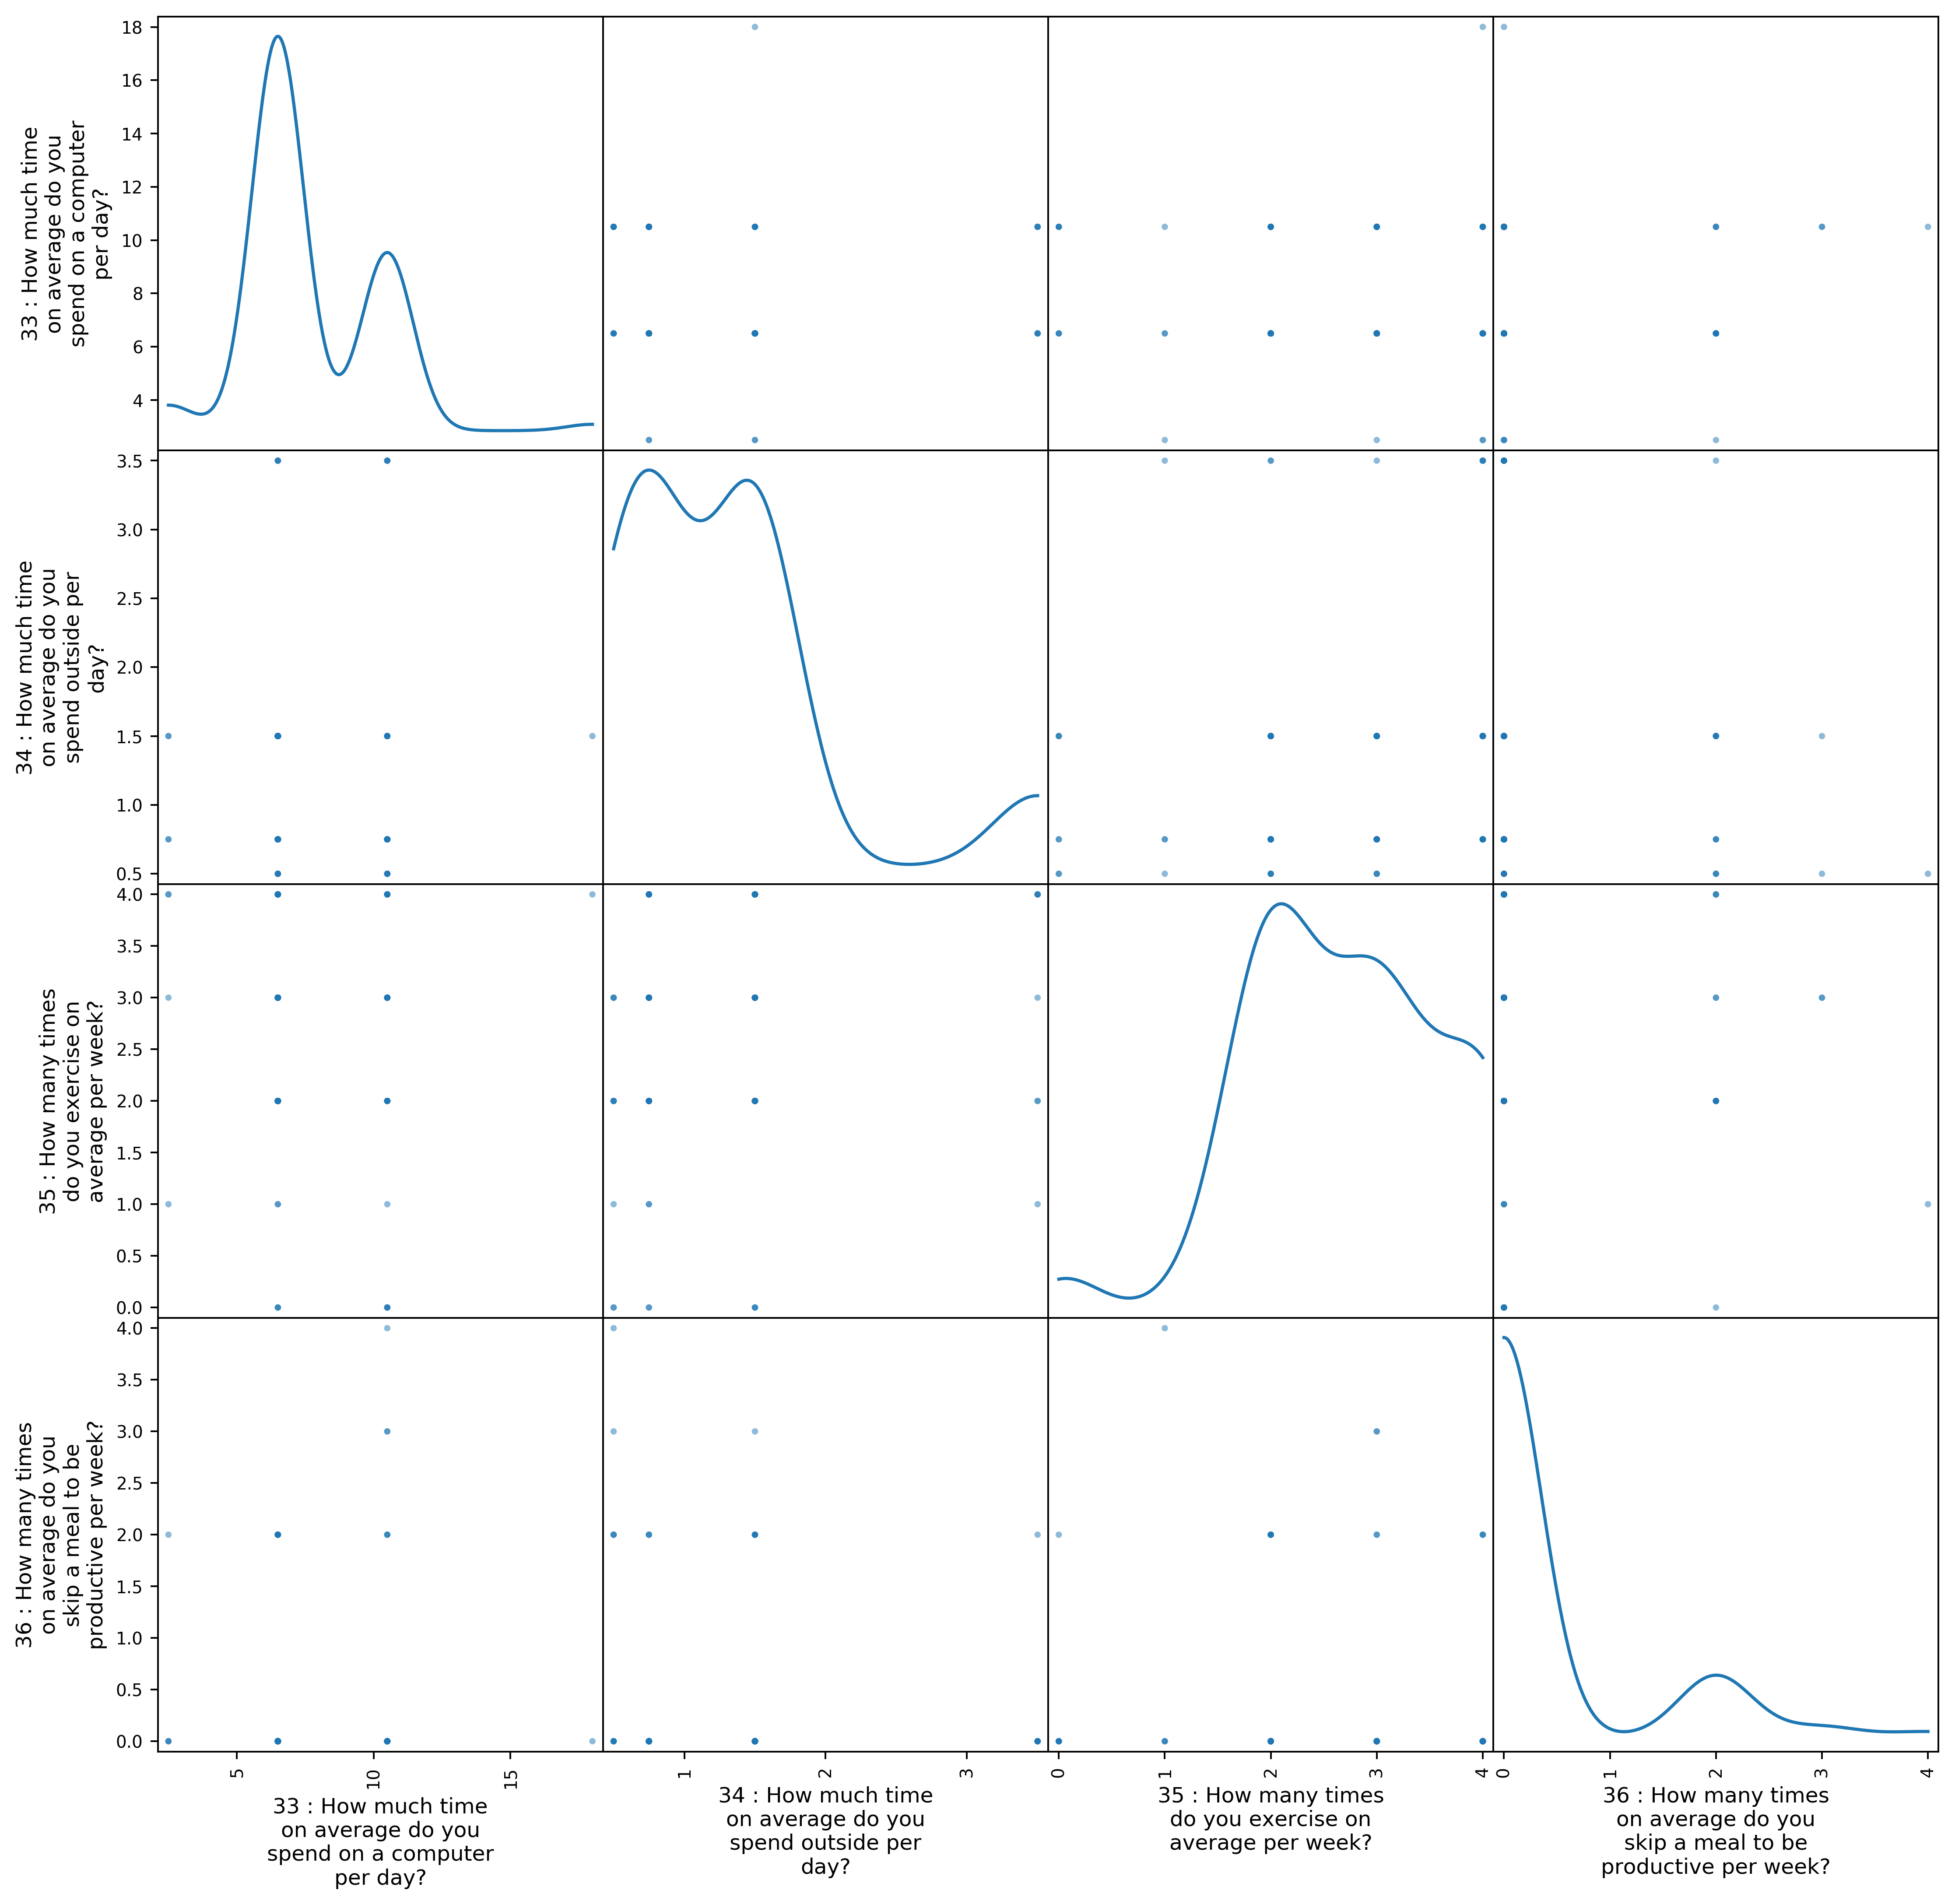 33 : How much time
on average do you
spend on a computer
per day?
18
16
14
12
10
8
6
4
34 : How much time
on average do you
spend outside per
day?
3.5
3.0
2.5
2.0
1.5
1.0
0.5
35 : How many times
do you exercise on
average per week?
4.0
3.5
3.0
2.5
2.0
1.5
1.0
0.5
0.0
36 : How many times
on average do you
skip a meal to be
productive per week?
4.0
3.5
3.0
2.5
2.0
1.5
1.0
0.5
0.0
5
10
15
33 : How much time
on average do you
spend on a computer
per day?
1
2
3
34 : How much time
on average do you
spend outside per
day?
0
1
2
3
4
35 : How many times
do you exercise on
average per week?
0
1
2
3
4
36 : How many times
on average do you
skip a meal to be
productive per week?